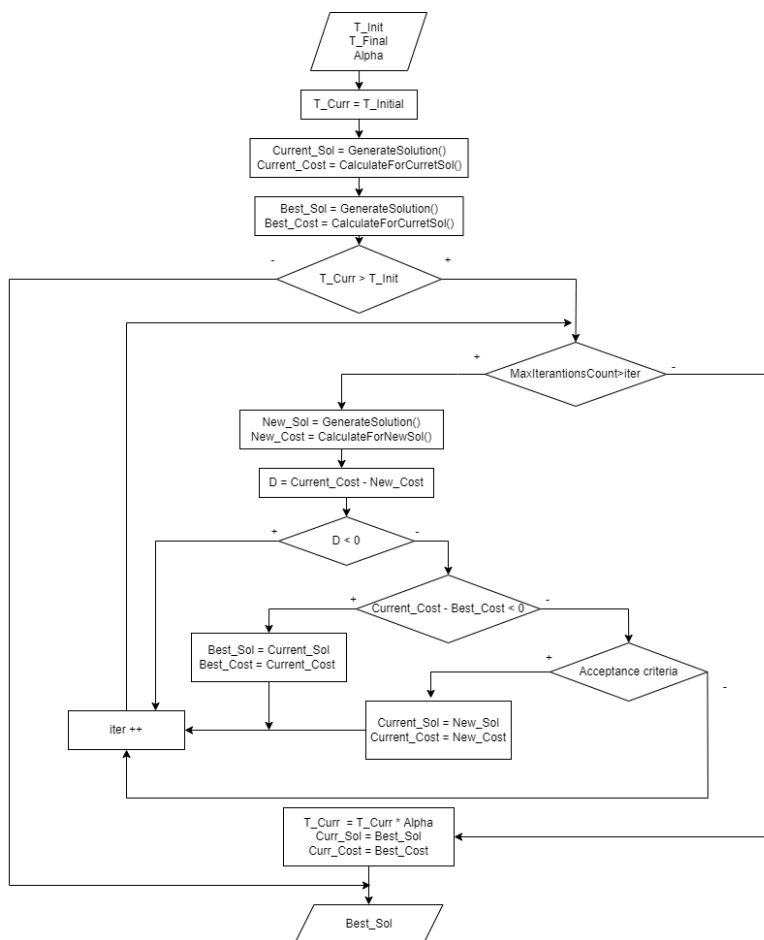 T_Init
T_Final
Alpha
T_Curr = T_Initial
Current_Sol = GenerateSolution()
Current_Cost = CalculateForCurretSol()
Best_Sol = GenerateSolution()
Best_Cost = CalculateForCurretSol()
-
+
T_Curr > T_Init
+
-
MaxIterantionsCount>iter
New_Sol = GenerateSolution()
New_Cost = CalculateForNewSol()
D = Current_Cost - New_Cost
+
-
D < 0
+
-
Current_Cost - Best_Cost < 0
Best_Sol = Current_Sol
Best_Cost = Current_Cost
+
-
Acceptance criteria
Current_Sol = New_Sol
Current_Cost = New_Cost
iter ++
T_Curr = T_Curr * Alpha
Curr_Sol = Best_Sol
Curr_Cost = Best_Cost
Best_Sol